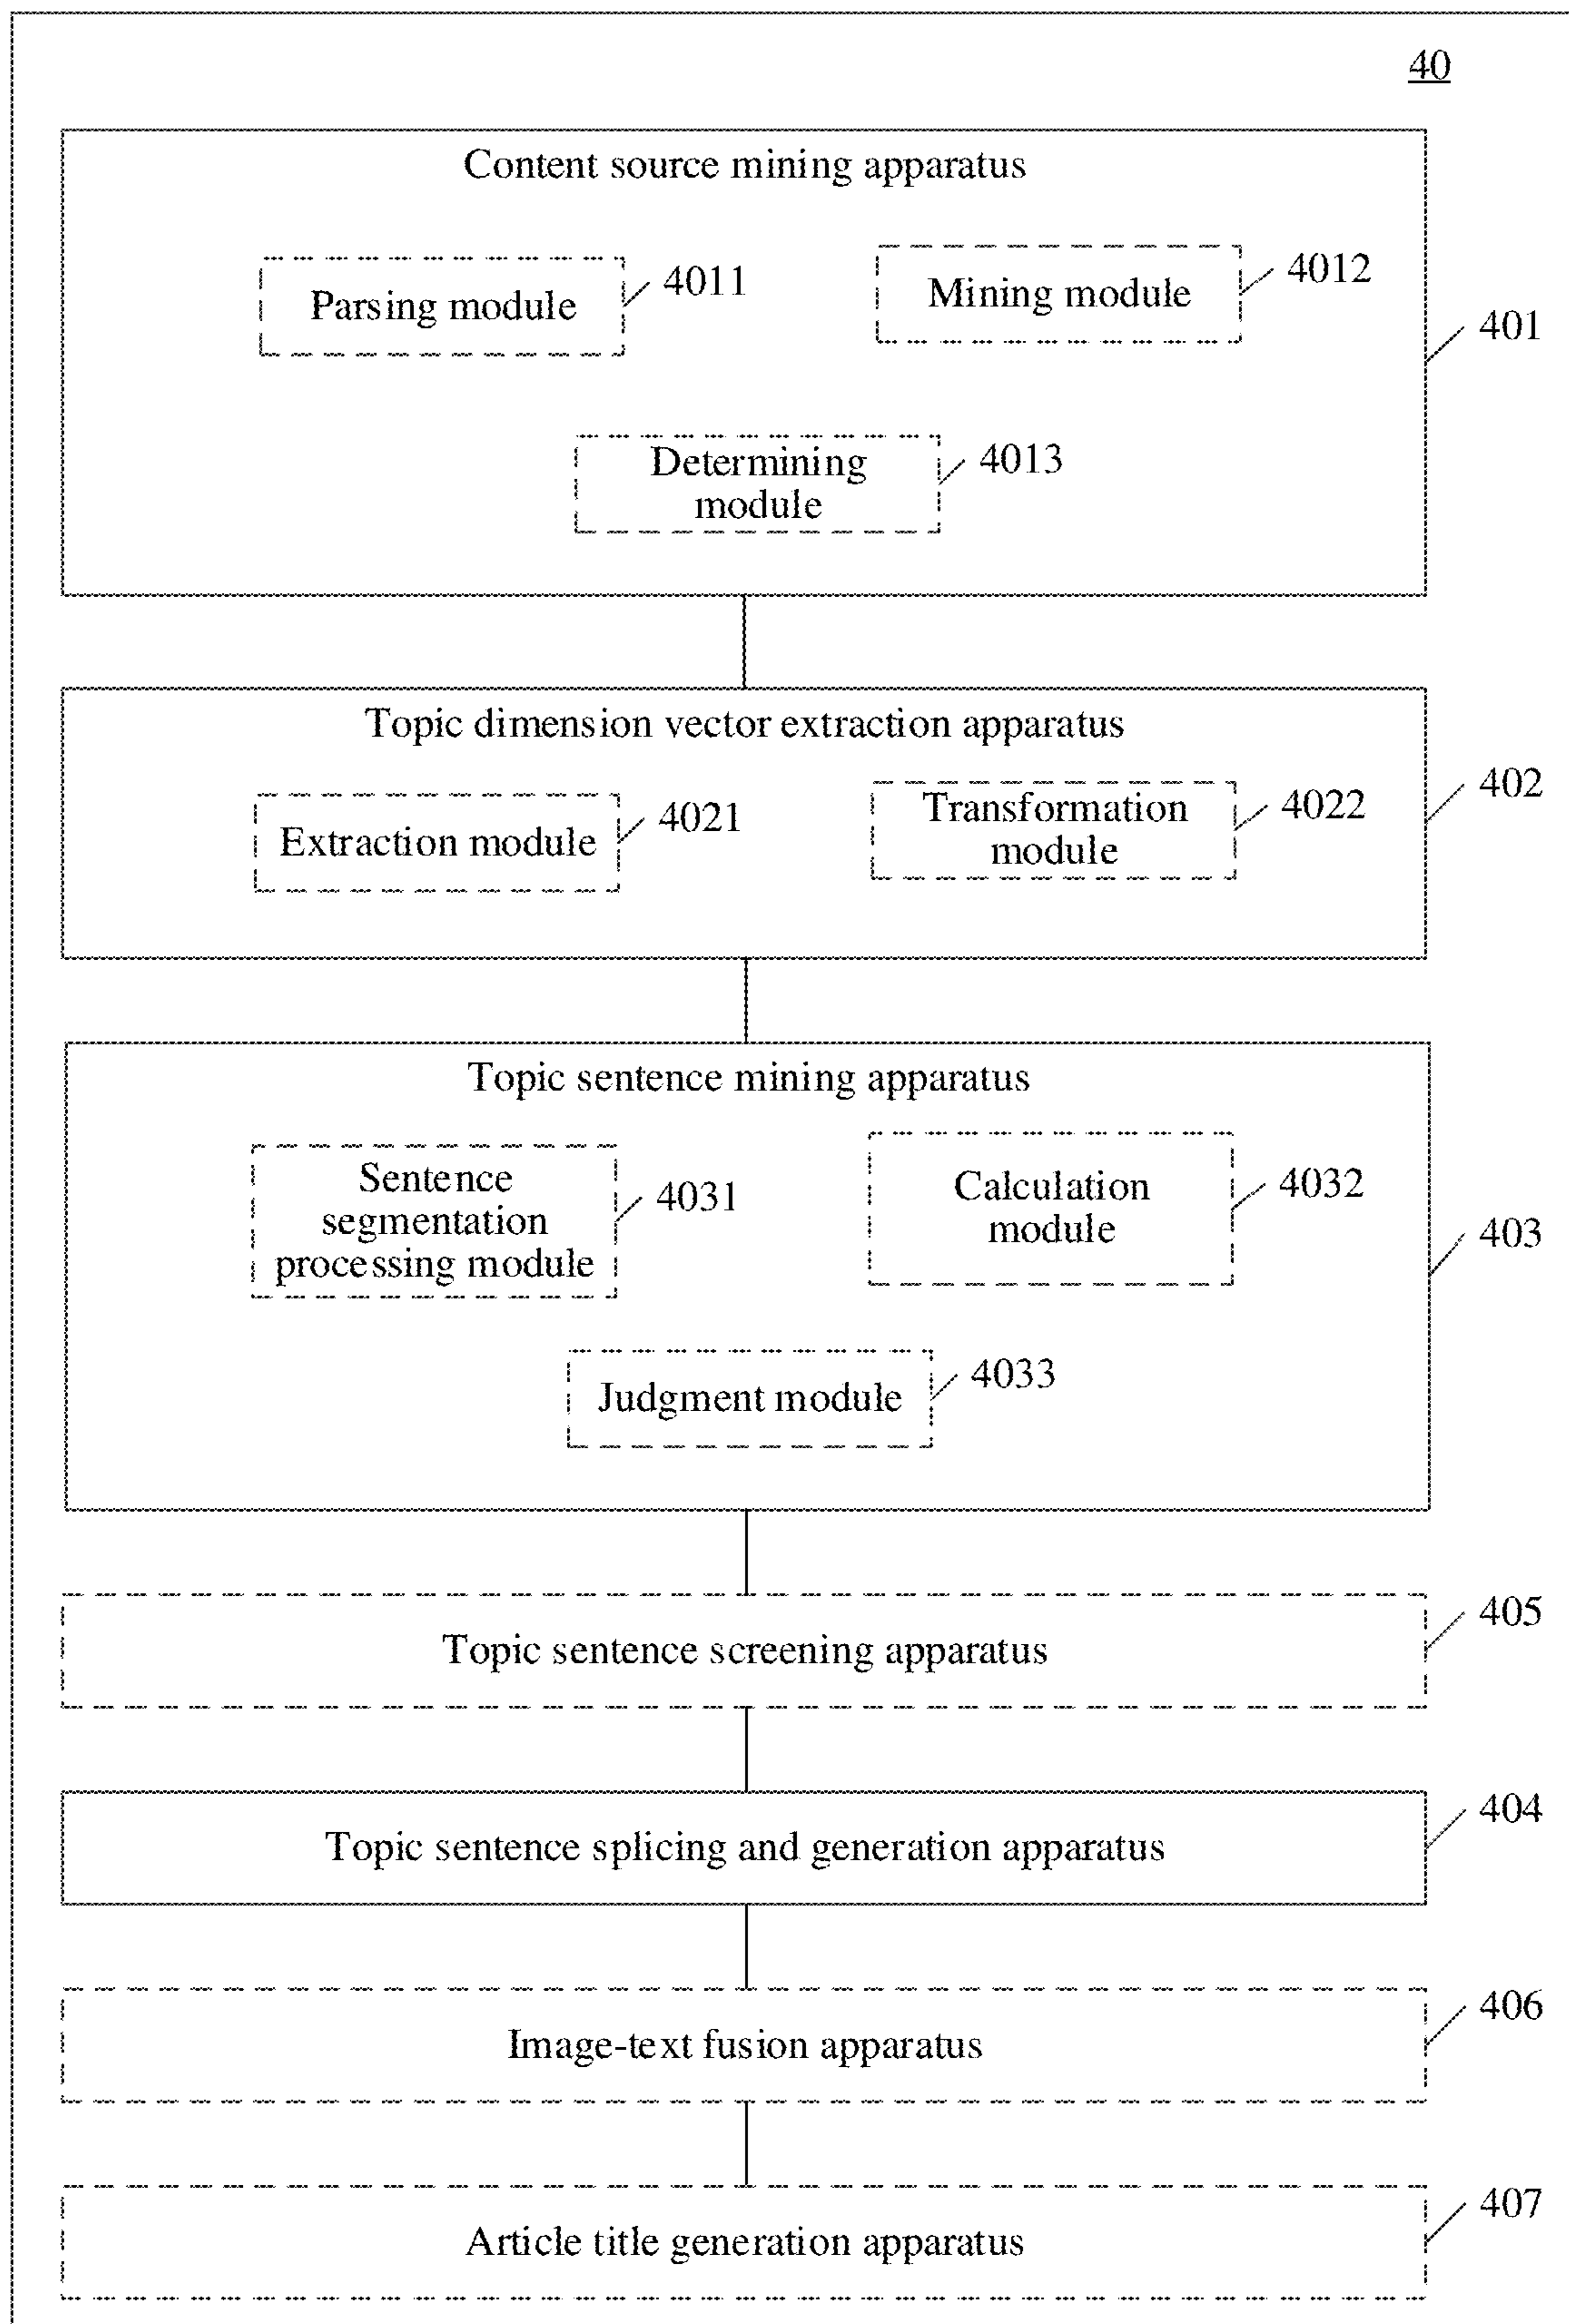 40
Content source mining apparatus
Parsing module
4011
Mining module
4012
401
Determining
module
4013
Topic dimension vector extraction apparatus
402
Extraction module
4021
Transformation
module
4022
Topic sentence mining apparatus
Sentence
segmentation
processing module
4031
Calculation
module
4032
403
Judgment module
4033
405
Topic sentence screening apparatus
404
Topic sentence splicing and generation apparatus
406
Image-text fusion apparatus
407
Article title generation apparatus